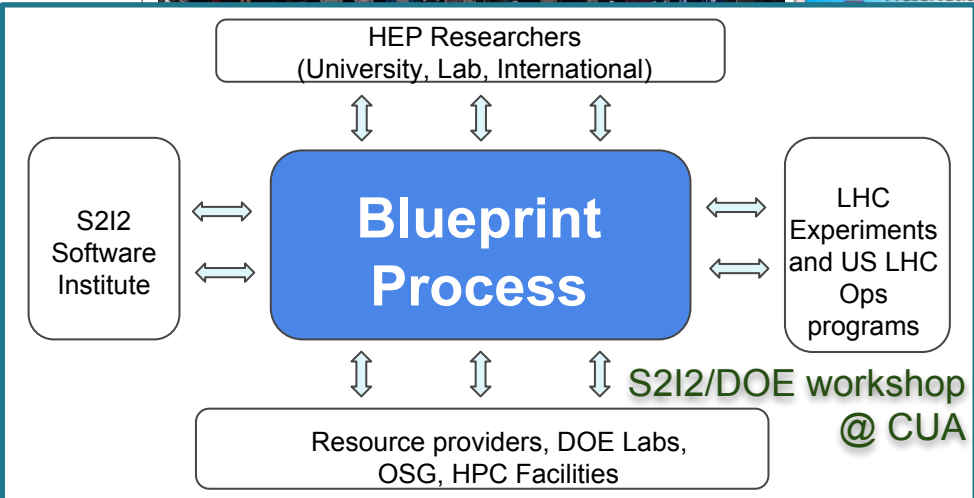 HEP Researchers
(University, Lab, International)
S2I2
Software
Institute
Blueprint
Process
LHC
Experiments
and US LHC
Ops
programs
S2I2/DOE workshop
@ CUA
Resource providers, DOE Labs,
OSG, HPC Facilities